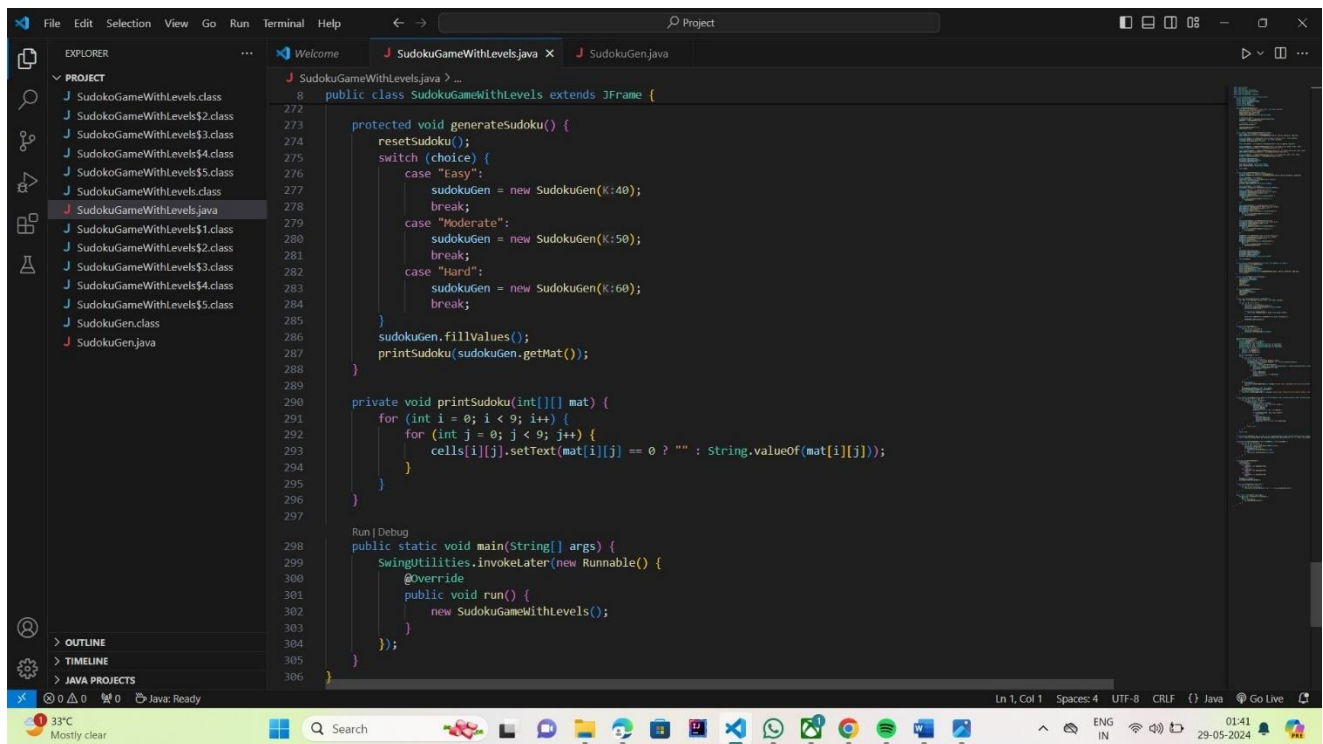 File Edit Selection View Go Run Terminal Help
Project
EXPLORER
PROJECT
SudokoGameWithLevels.class
SudokoGameWithLevels$2.class
SudokoGameWithLevels$3.class
SudokoGameWithLevels$4.class
SudokoGameWithLevels$5.class
SudokuGameWithLevels.class
SudokuGameWithLevels.java
SudokuGameWithLevels$1.class
SudokuGameWithLevels$2.class
SudokuGameWithLevels$3.class
SudokuGameWithLevels$4.class
SudokuGameWithLevels$5.class
SudokuGen.class
SudokuGen.java
OUTLINE
TIMELINE
JAVA PROJECTS
Welcome SudokuGameWithLevels.java SudokuGen.java
SudokuGameWithLevels.java > ...
8 public class SudokuGameWithLevels extends JFrame {
272
273 protected void generateSudoku() {
274 resetSudoku();
275 switch (choice) {
276 case "Easy":
277 sudokuGen = new SudokuGen(K:40);
278 break;
279 case "Moderate":
280 sudokuGen = new SudokuGen(K:50);
281 break;
282 case "Hard":
283 sudokuGen = new SudokuGen(K:60);
284 break;
285 }
286 sudokuGen.fillValues();
287 printSudoku(sudokuGen.getMat());
288 }
289
290 private void printSudoku(int[][] mat) {
291 for (int i = 0; i < 9; i++) {
292 for (int j = 0; j < 9; j++) {
293 cells[i][j].setText(mat[i][j] == 0 ? "" : String.valueOf(mat[i][j]));
294 }
295 }
296 }
297
Run | Debug
298 public static void main(String[] args) {
299 SwingUtilities.invokeLater(new Runnable() {
300 @Override
301 public void run() {
302 new SudokuGameWithLevels();
303 }
304 });
305 }
306 }
0 0 0 Java: Ready Ln 1, Col 1 Spaces: 4 UTF-8 CRLF {} Java Go Live
1 33°C Search ENG 01:41
Mostly clear IN 29-05-2024